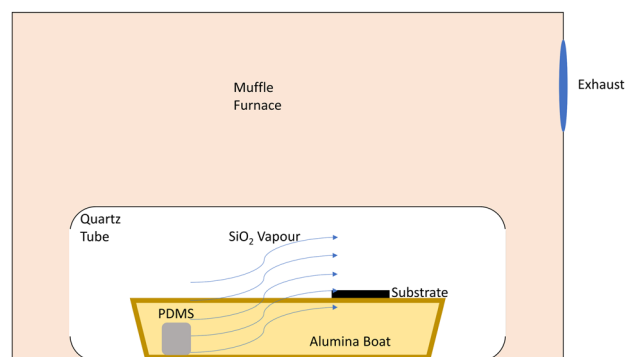 Muffle
Furnace
Exhaust
Quartz
Tube
SiO₂ Vapour
Substrate
PDMS
Alumina Boat